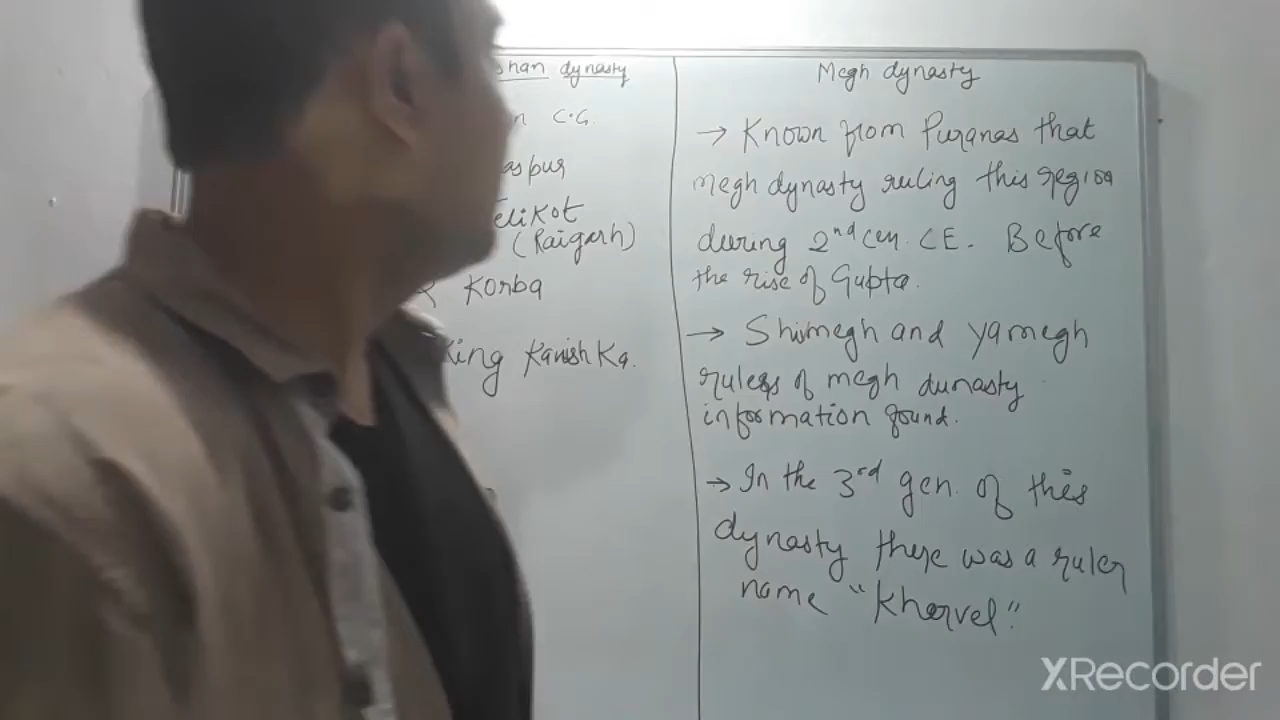 shan dynasty
n C.G.
aspur
elikot
(Raigarh)
& Korba
King Kanishka.
Megh dynasty
→ Known from Puranas that
megh dynasty ruling this region
during 2nd cen. CE. Before
the rise of Gupta.
→ Shivmegh and yamegh
rulers of megh dunasty
information found.
→ In the 3rd gen. of this
dynasty there was a ruler
name "Kharvel".
XRecorder